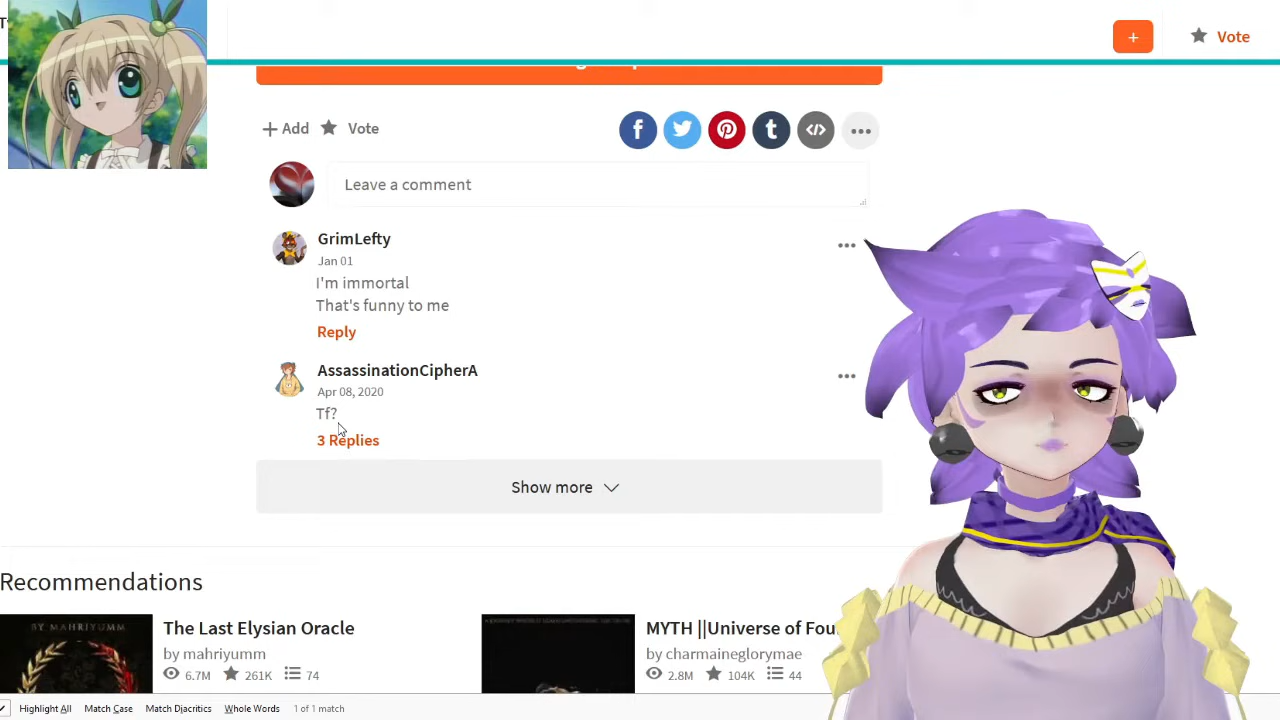 Vote
+ Add
Vote
Leave a comment
GrimLefty
Jan 01
I'm immortal
That's funny to me
Reply
AssassinationCipherA
Apr 08, 2020
Tf?
3 Replies
Show more
Recommendations
BY MAHRIYUMM
The Last Elysian Oracle
by mahriyumm
6.7M 261K 74
MYTH ||Universe of
by charmaineglorymae
2.8M 104K 44
Highlight All Match Case Match Diacritics Whole Words 1 of 1 match